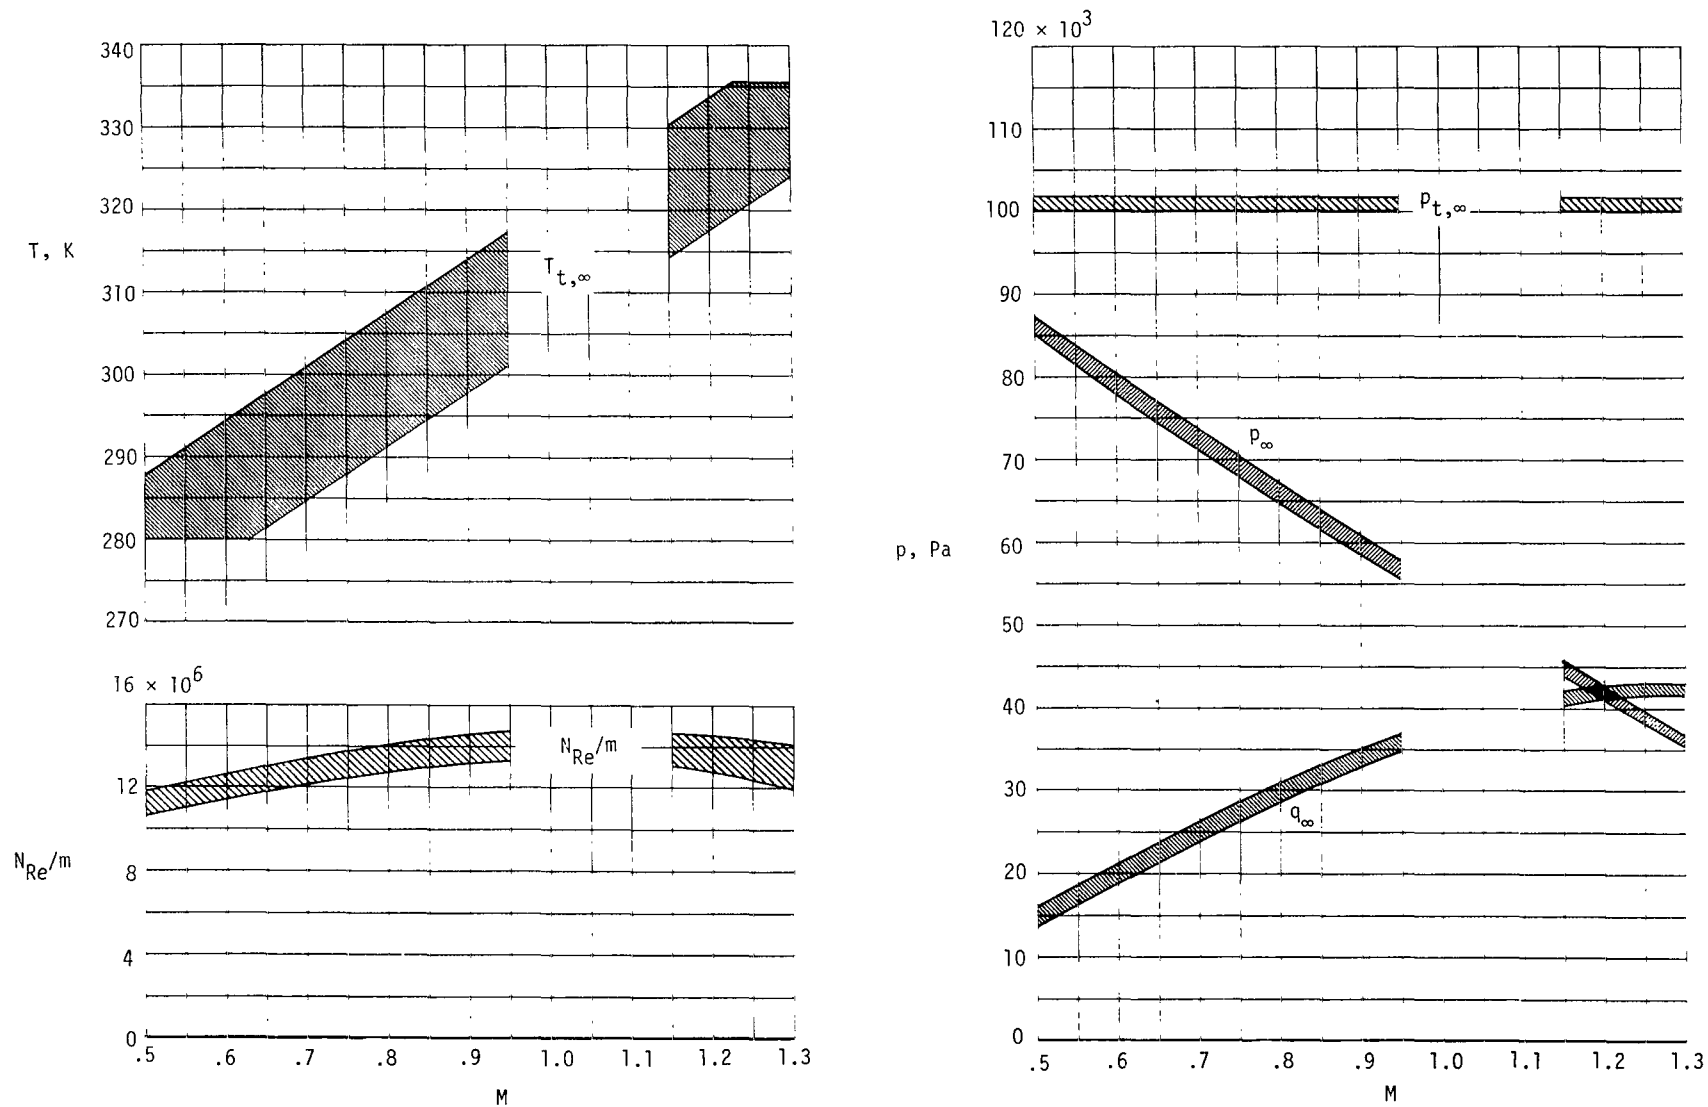 340
330
320
T, K
310
300
290
280
270
T_{t,∞}
16 × 10^6
12
N_{Re}/m
8
4
0
N_{Re}/m
.5 .6 .7 .8 .9 1.0 1.1 1.2 1.3
M
120 × 10^3
110
100
90
80
70
p, Pa
60
50
40
30
20
10
0
p_{t,∞}
p_∞
q_∞
.5 .6 .7 .8 .9 1.0 1.1 1.2 1.3
M